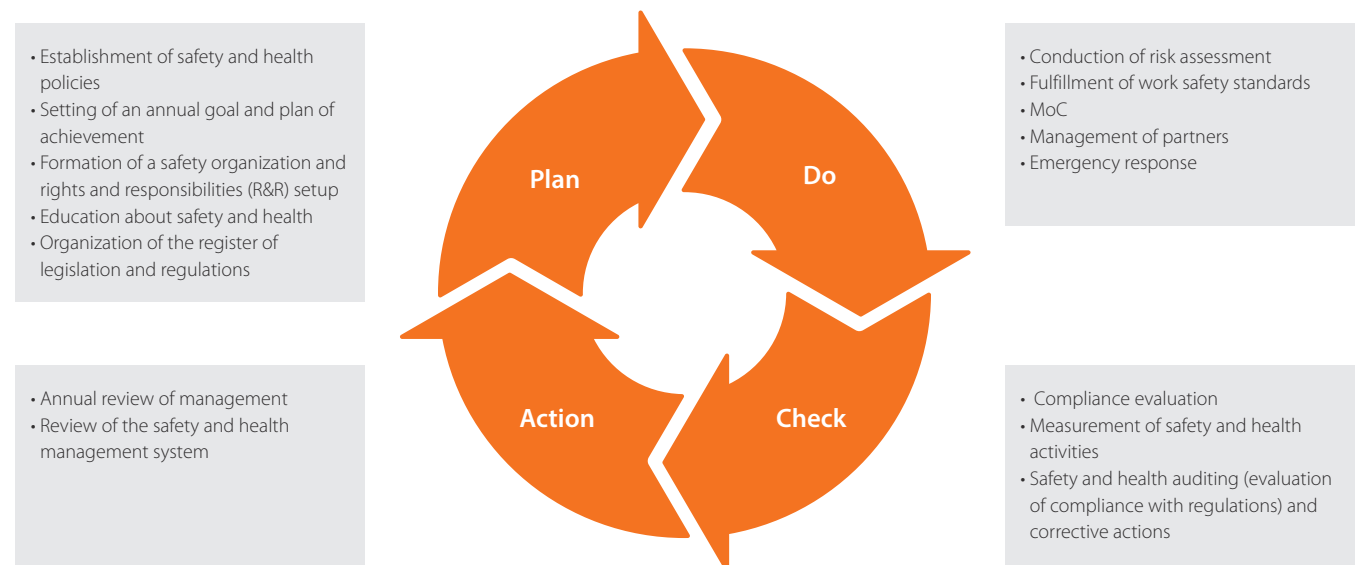 • Establishment of safety and health
policies
• Setting of an annual goal and plan of
achievement
• Formation of a safety organization and
rights and responsibilities (R&R) setup
• Education about safety and health
• Organization of the register of
legislation and regulations
Plan
Do
• Conduction of risk assessment
• Fulfillment of work safety standards
• MoC
• Management of partners
• Emergency response
• Annual review of management
• Review of the safety and health
management system
Action
Check
• Compliance evaluation
• Measurement of safety and health
activities
• Safety and health auditing (evaluation
of compliance with regulations) and
corrective actions